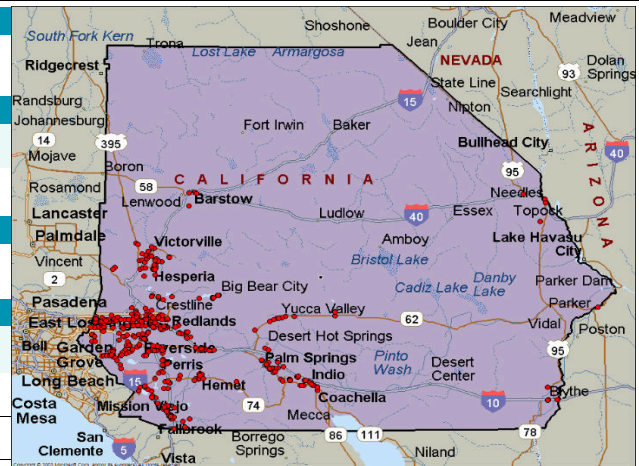 Shoshone
Boulder City
Meadview
South Fork Kern
Trona
Lost Lake
Armargosa
Jean
NEVADA
Ridgecrest
93
Dolan
Springs
State Line
Searchlight
Randsburg
15
Nipton
Johannesburg
Fort Irwin
Baker
14
395
Bullhead City
ARIZONA
40
Mojave
Boron
95
58
CALIFORNIA
Rosamond
Lenwood
Barstow
Needles
Lancaster
Ludlow
40
Essex
Topock
Palmdale
Victorville
Amboy
Lake Havasu
City
Vincent
Bristol Lake
2
Hesperia
Danby
Lake
Parker Dam
Big Bear City
Cadiz Lake
Pasadena
Crestline
Yucca Valley
Parker
East Los
Redlands
62
Vidal
Poston
Bell
Garden
Grove
Riverside
Desert Hot Springs
95
Palm Springs
Pinto
Wash
Desert
Center
Perris
Long Beach
15
Hemet
Indio
Blythe
Coachella
10
Costa
Mesa
Mission Viejo
74
Mecca
Fallbrook
86
111
78
San
Clemente
5
Borrego
Springs
Niland
Vista